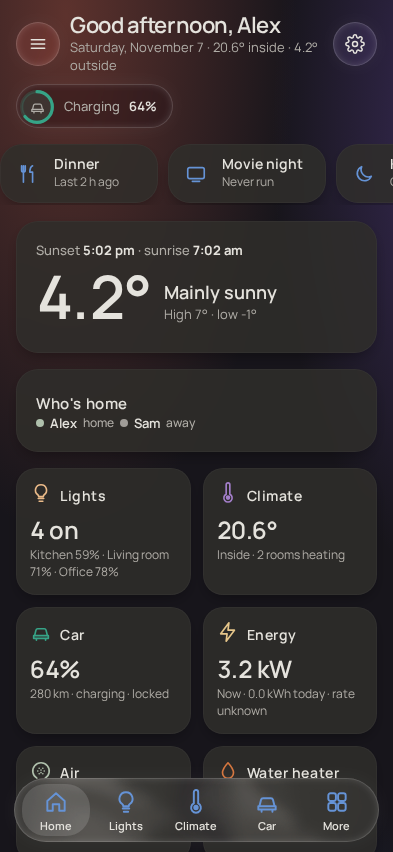 Good afternoon, Alex
Saturday, November 7 · 20.6° inside · 4.2°
outside
Charging 64%
Dinner
Last 2 h ago
Movie night
Never run
Sunset 5:02 pm · sunrise 7:02 am
4.2°
Mainly sunny
High 7° · low -1°
Who's home
Alex home Sam away
Lights
4 on
Kitchen 59% · Living room
71% · Office 78%
Climate
20.6°
Inside · 2 rooms heating
Car
64%
280 km · charging · locked
Energy
3.2 kW
Now · 0.0 kWh today · rate
unknown
Air
Water heater
Home
Lights
Climate
Car
More